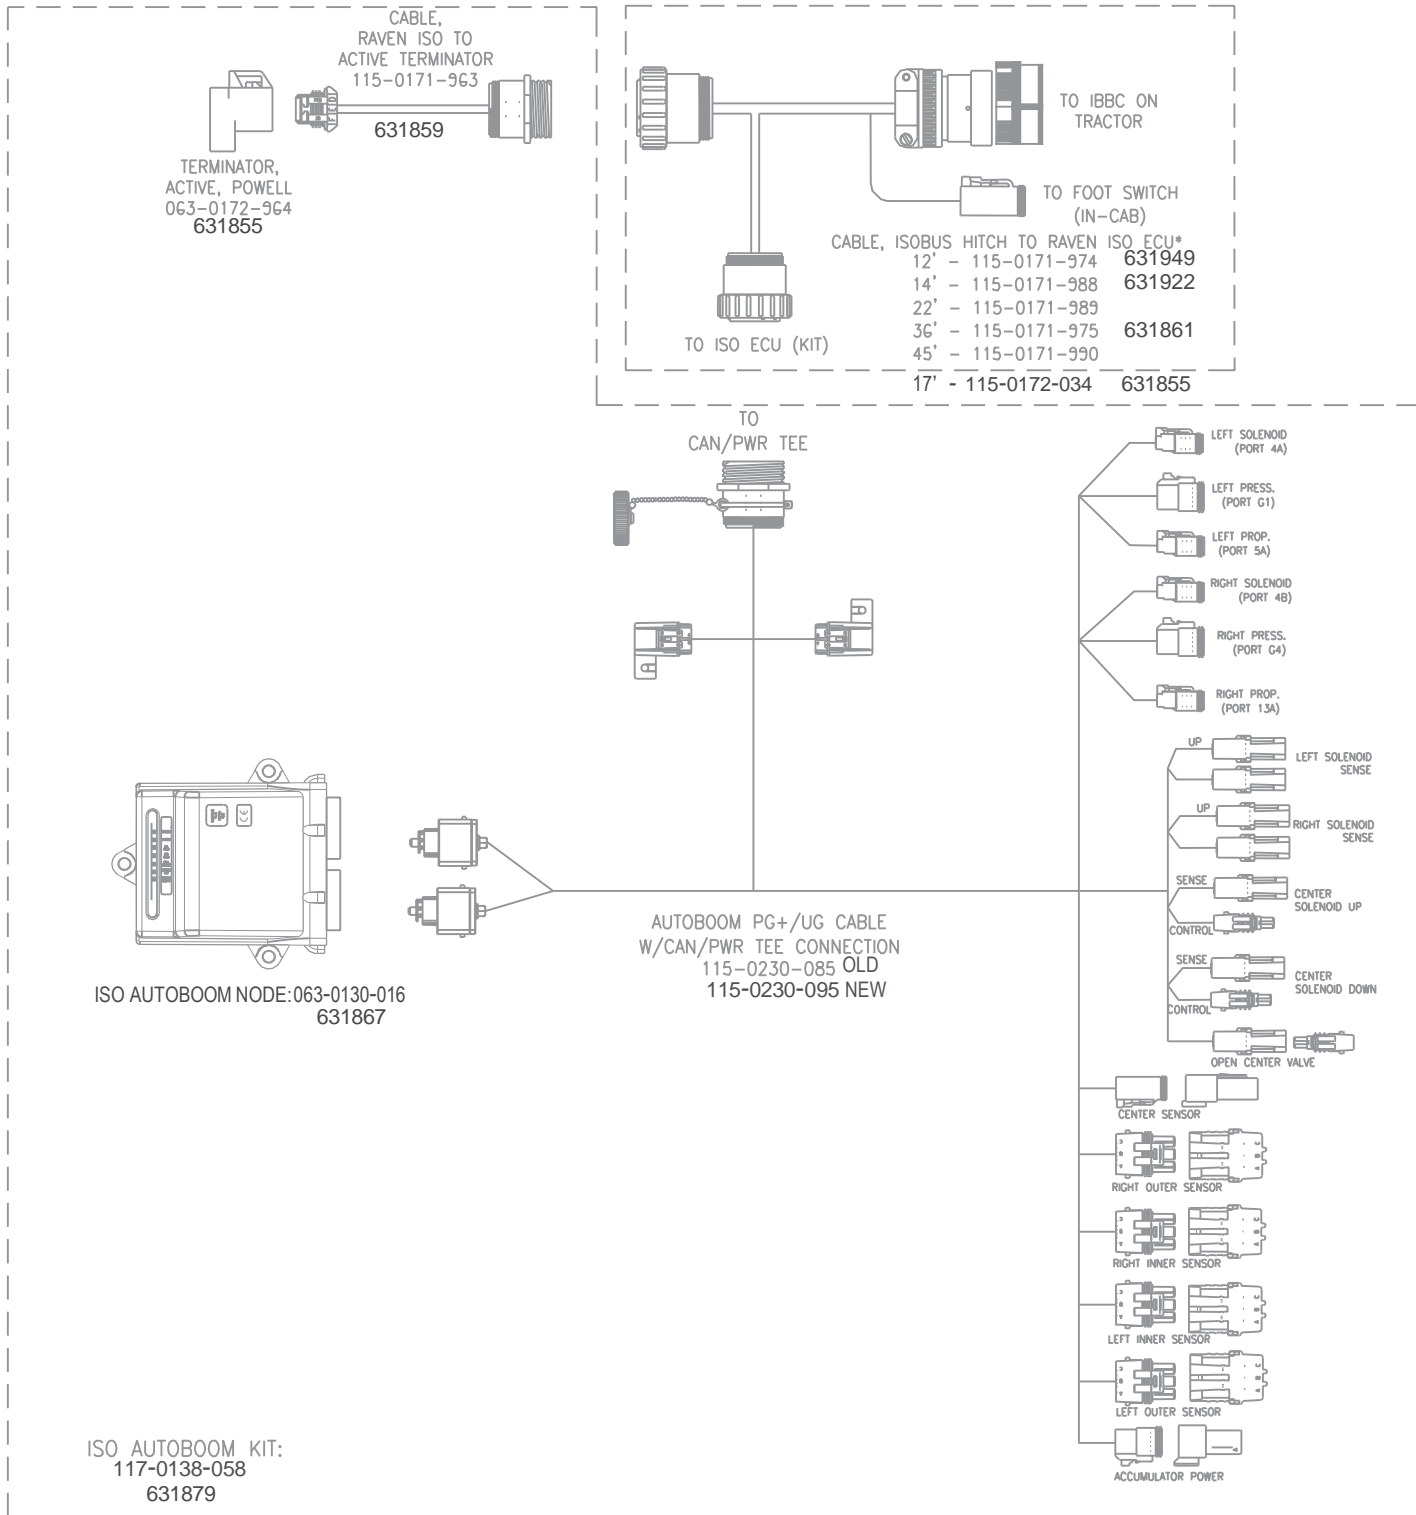 CABLE,
RAVEN ISO TO
ACTIVE TERMINATOR
115-0171-963
631859
TERMINATOR,
ACTIVE, POWELL
063-0172-964
631855
TO IBBC ON
TRACTOR
TO FOOT SWITCH
(IN-CAB)
TO ISO ECU (KIT)
CABLE, ISOBUS HITCH TO RAVEN ISO ECU*
12' - 115-0171-974 631949
14' - 115-0171-988 631922
22' - 115-0171-989
36' - 115-0171-975 631861
45' - 115-0171-990
17' - 115-0172-034 631855
TO
CAN/PWR TEE
LEFT SOLENOID
(PORT 4A)
LEFT PRESS.
(PORT G1)
LEFT PROP.
(PORT 5A)
RIGHT SOLENOID
(PORT 4B)
RIGHT PRESS.
(PORT G4)
RIGHT PROP.
(PORT 13A)
UP
LEFT SOLENOID
SENSE
UP
RIGHT SOLENOID
SENSE
SENSE
CENTER
SOLENOID UP
CONTROL
SENSE
CENTER
SOLENOID DOWN
CONTROL
OPEN CENTER VALVE
AUTOBOOM PG+/UG CABLE
W/CAN/PWR TEE CONNECTION
115-0230-085 OLD
115-0230-095 NEW
ISO AUTOBOOM NODE:063-0130-016
631867
CENTER SENSOR
RIGHT OUTER SENSOR
RIGHT INNER SENSOR
LEFT INNER SENSOR
LEFT OUTER SENSOR
ACCUMULATOR POWER
ISO AUTOBOOM KIT:
117-0138-058
631879